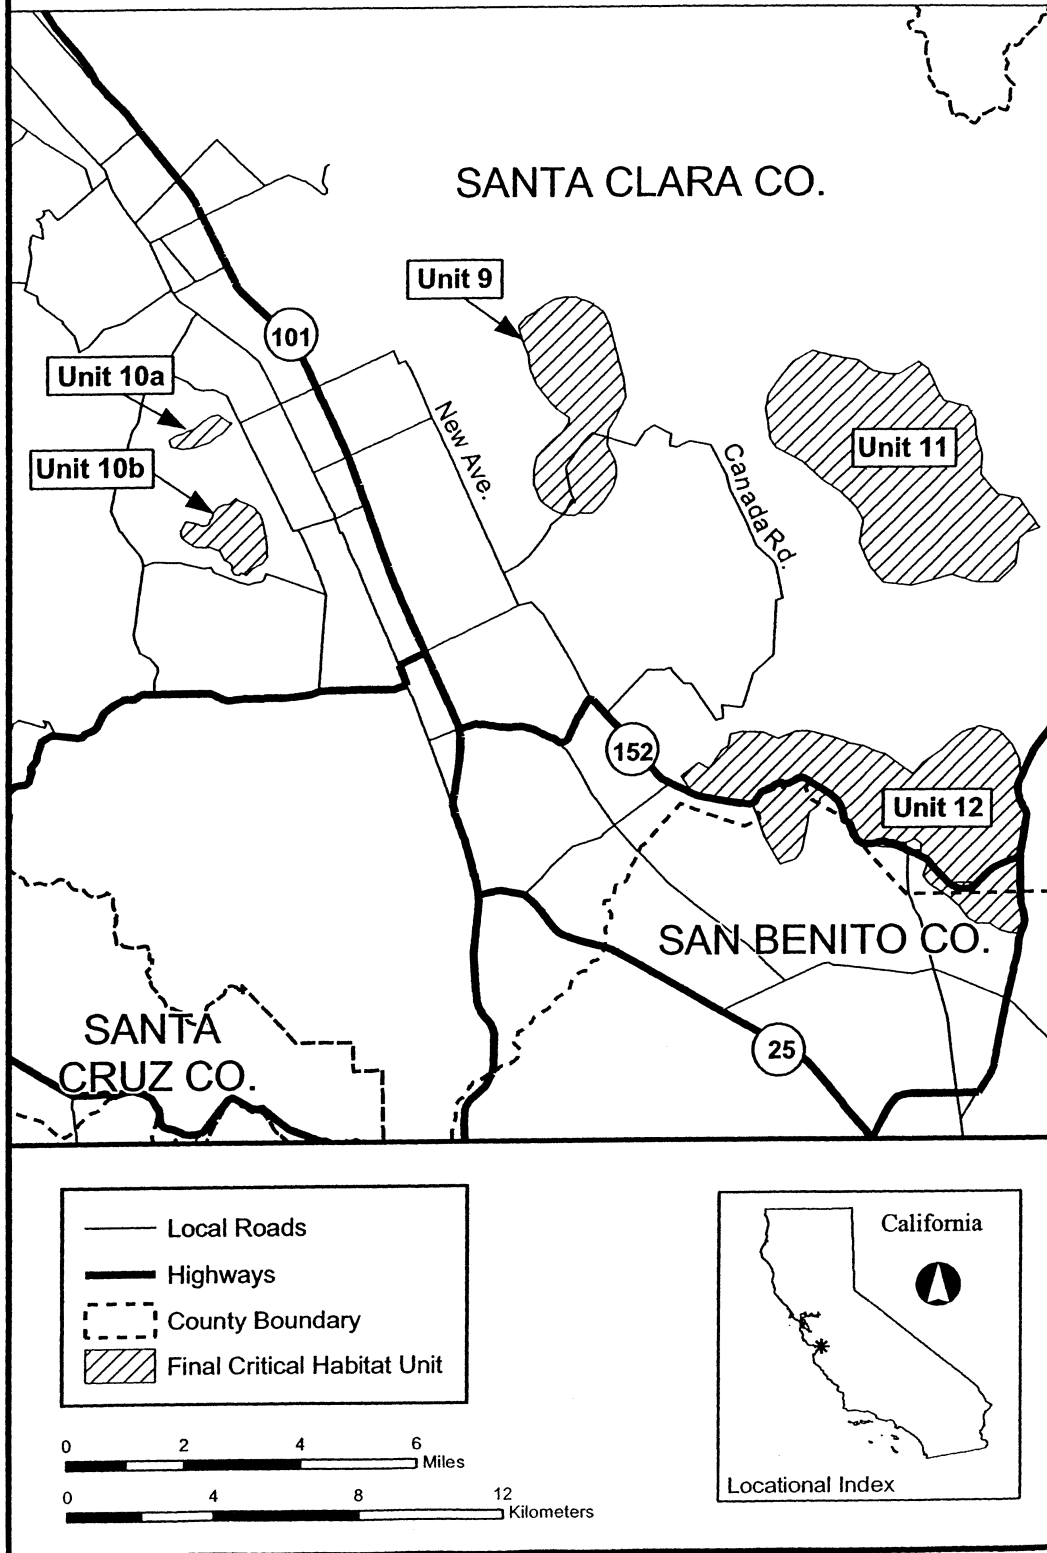 SANTA CLARA CO.
Unit 9
101
Unit 10a
New Ave.
Unit 11
Unit 10b
Canada Rd.
152
Unit 12
SAN BENITO CO.
SANTA
CRUZ CO.
25
Local Roads
Highways
County Boundary
Final Critical Habitat Unit
California
Locational Index
0 2 4 6
Miles
0 4 8 12
Kilometers